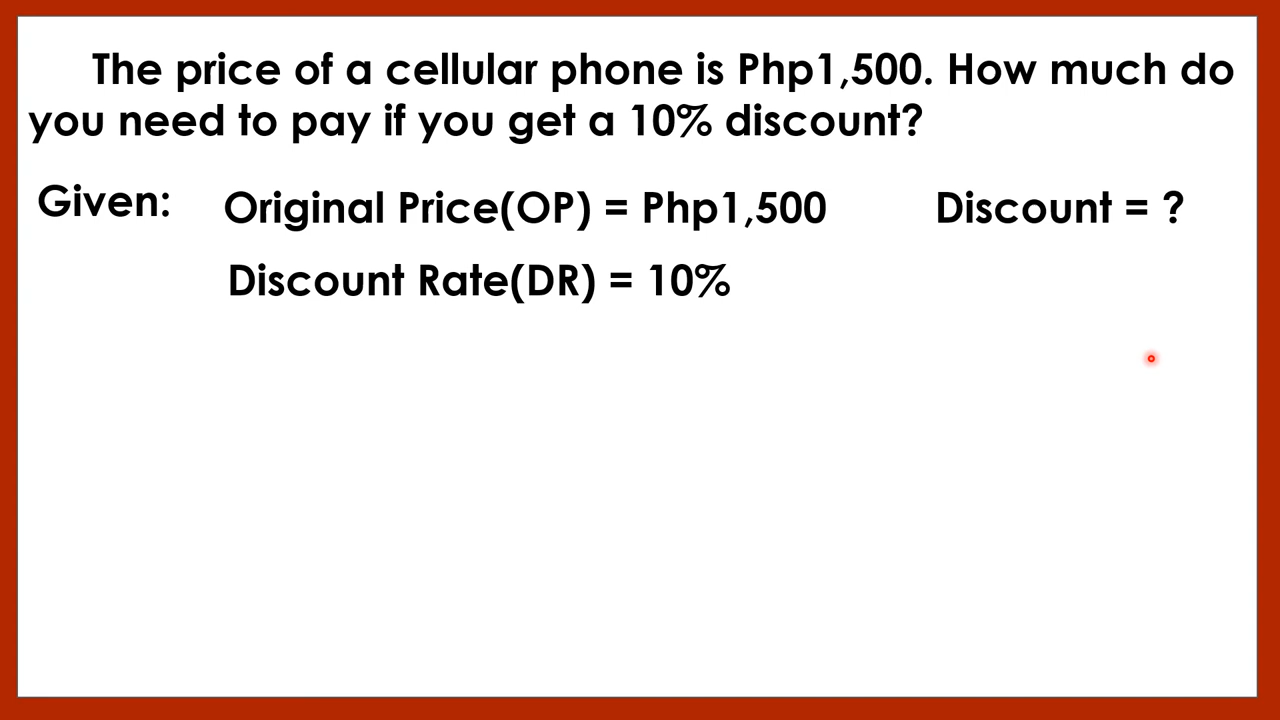 The price of a cellular phone is Php1,500. How much do
you need to pay if you get a 10% discount?
Given: Original Price(OP) = Php1,500 Discount = ?
Discount Rate(DR) = 10%